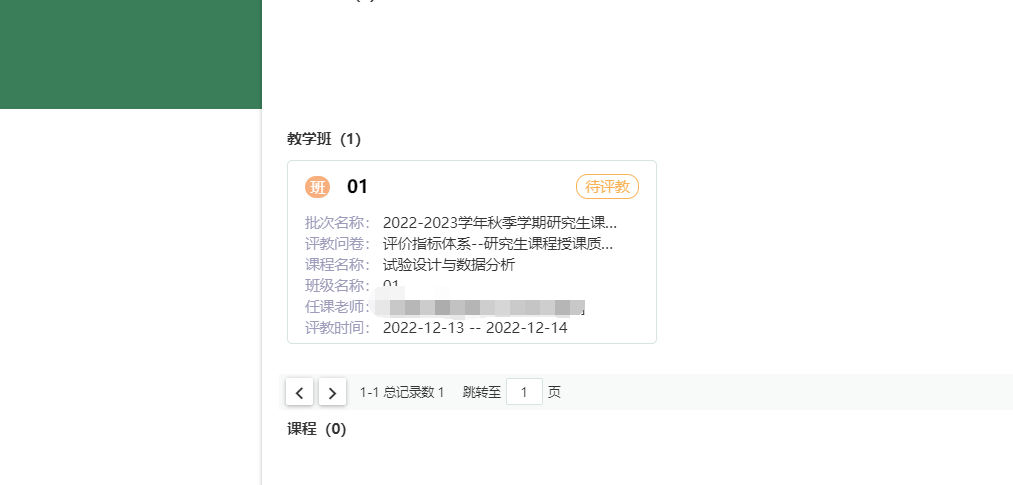 教学班（1）
班 01 待评教
批次名称： 2022-2023学年秋季学期研究生课...
评教问卷： 评价指标体系--研究生课程授课质...
课程名称： 试验设计与数据分析
班级名称： 01
任课老师：
评教时间： 2022-12-13 -- 2022-12-14
1-1 总记录数 1 跳转至 1 页
课程（0）